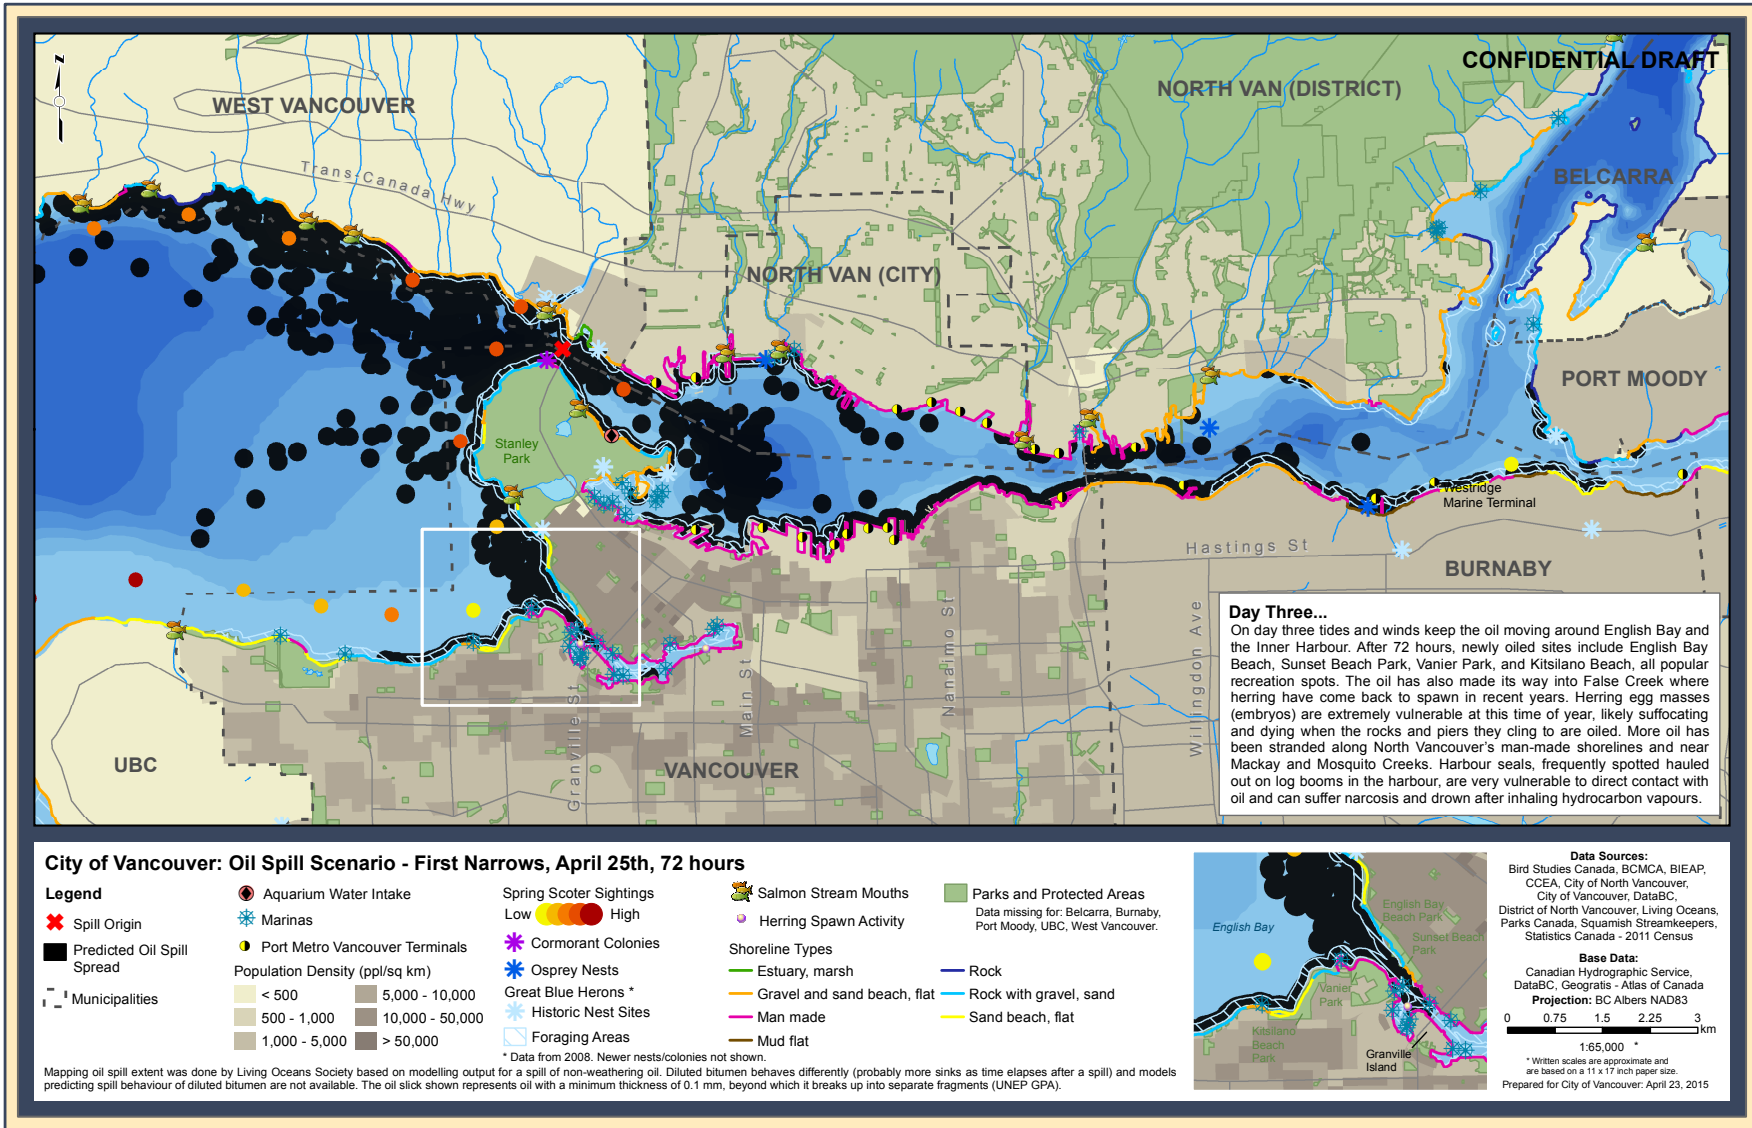 CONFIDENTIAL DRAFT
N
WEST VANCOUVER
NORTH VAN (DISTRICT)
Trans-Canada Hwy
BELCARRA
NORTH VAN (CITY)
PORT MOODY
Stanley
Park
Westridge
Marine Terminal
Hastings St
BURNABY
Granville St
Main St
Nanaimo St
Willingdon Ave
UBC
VANCOUVER
Day Three...
On day three tides and winds keep the oil moving around English Bay and
the Inner Harbour. After 72 hours, newly oiled sites include English Bay
Beach, Sunset Beach Park, Vanier Park, and Kitsilano Beach, all popular
recreation spots. The oil has also made its way into False Creek where
herring have come back to spawn in recent years. Herring egg masses
(embryos) are extremely vulnerable at this time of year, likely suffocating
and dying when the rocks and piers they cling to are oiled. More oil has
been stranded along North Vancouver's man-made shorelines and near
Mackay and Mosquito Creeks. Harbour seals, frequently spotted hauled
out on log booms in the harbour, are very vulnerable to direct contact with
oil and can suffer narcosis and drown after inhaling hydrocarbon vapours.
City of Vancouver: Oil Spill Scenario - First Narrows, April 25th, 72 hours
Legend
Spill Origin
Predicted Oil Spill
Spread
Municipalities
Aquarium Water Intake
Marinas
Port Metro Vancouver Terminals
Population Density (ppl/sq km)
< 500
500 - 1,000
1,000 - 5,000
5,000 - 10,000
10,000 - 50,000
> 50,000
Spring Scoter Sightings
Low High
Cormorant Colonies
Osprey Nests
Great Blue Herons *
Historic Nest Sites
Foraging Areas
* Data from 2008. Newer nests/colonies not shown.
Salmon Stream Mouths
Herring Spawn Activity
Shoreline Types
Estuary, marsh
Gravel and sand beach, flat
Man made
Mud flat
Rock
Rock with gravel, sand
Sand beach, flat
Parks and Protected Areas
Data missing for: Belcarra, Burnaby,
Port Moody, UBC, West Vancouver.
Mapping oil spill extent was done by Living Oceans Society based on modelling output for a spill of non-weathering oil. Diluted bitumen behaves differently (probably more sinks as time elapses after a spill) and models
predicting spill behaviour of diluted bitumen are not available. The oil slick shown represents oil with a minimum thickness of 0.1 mm, beyond which it breaks up into separate fragments (UNEP GPA).
English Bay
English Bay
Beach Park
Sunset Beach
Park
Vanier
Park
Kitsilano
Beach
Park
Granville
Island
Data Sources:
Bird Studies Canada, BCMCA, BIEAP,
CCEA, City of North Vancouver,
City of Vancouver, DataBC,
District of North Vancouver, Living Oceans,
Parks Canada, Squamish Streamkeepers,
Statistics Canada - 2011 Census
Base Data:
Canadian Hydrographic Service,
DataBC, Geogratis - Atlas of Canada
Projection: BC Albers NAD83
0 0.75 1.5 2.25 3
km
1:65,000 *
* Written scales are approximate and
are based on a 11 x 17 inch paper size.
Prepared for City of Vancouver: April 23, 2015